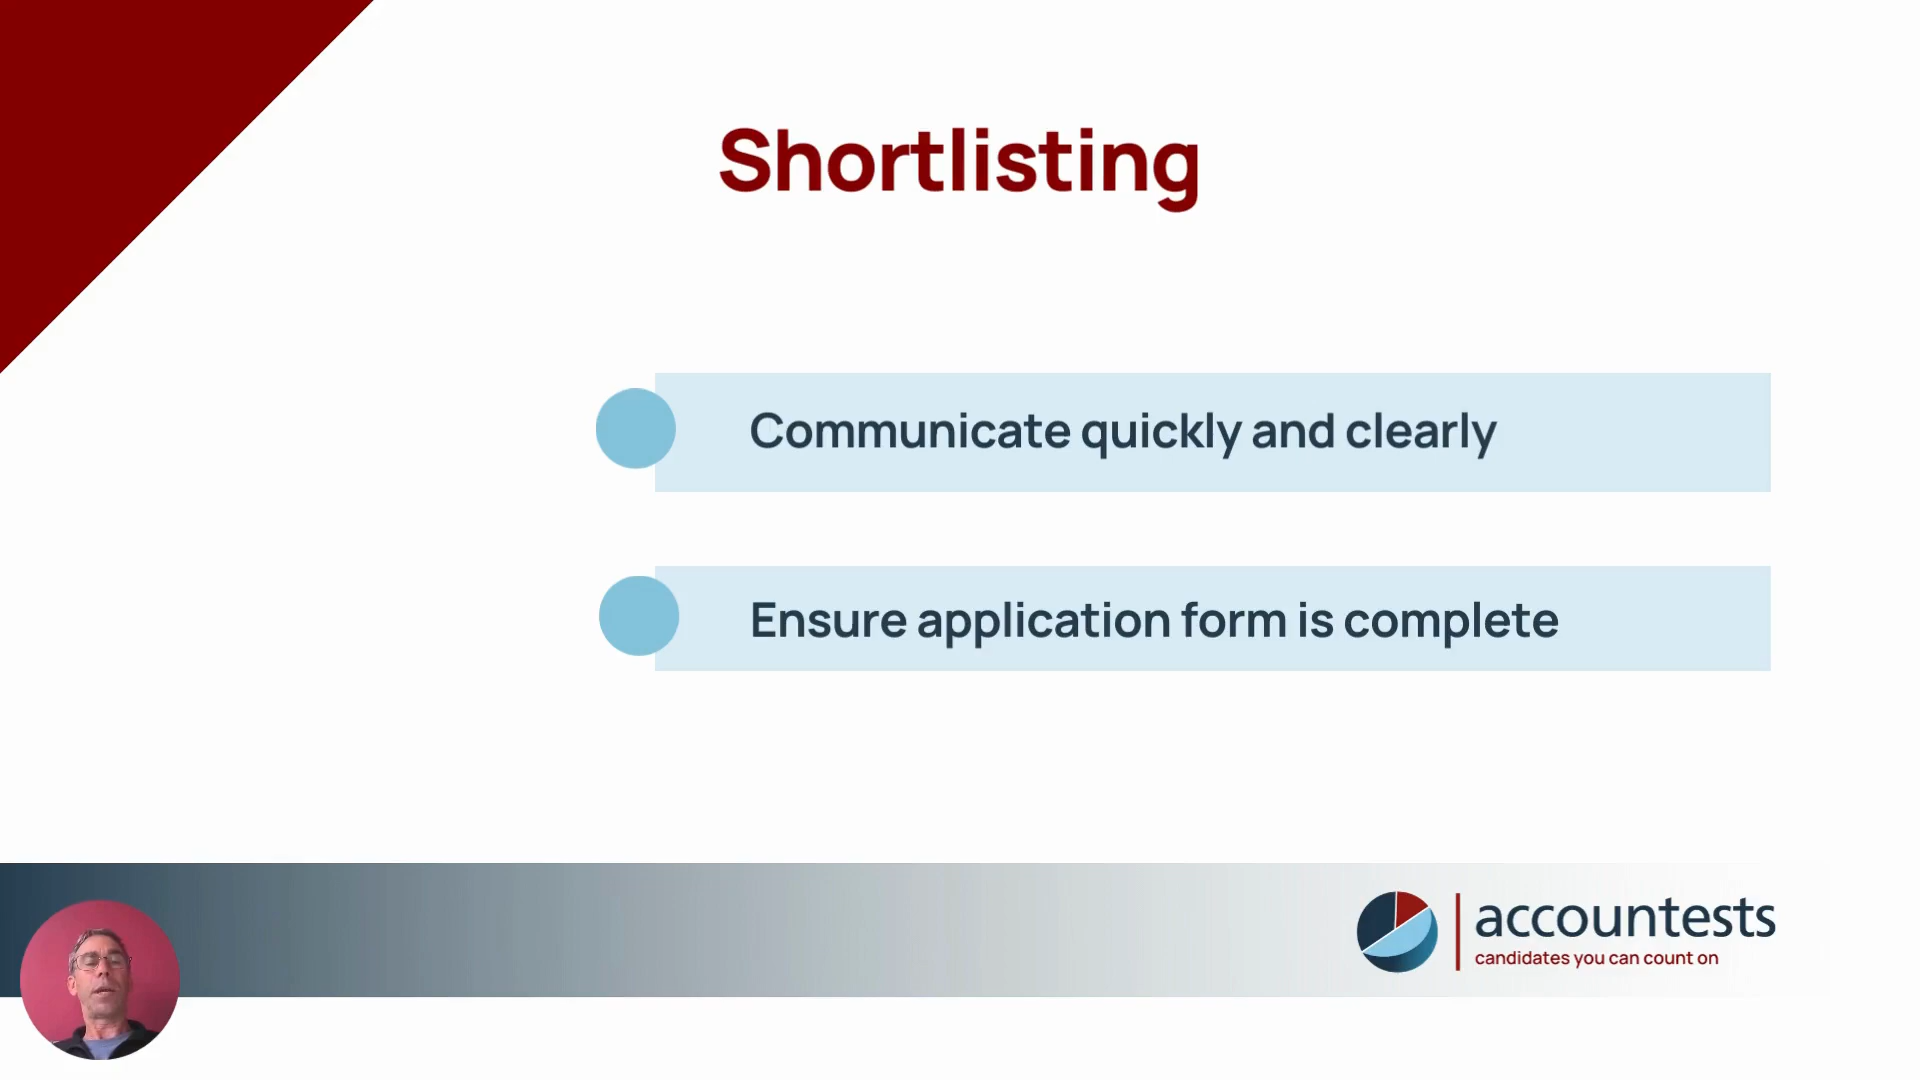 Shortlisting
Communicate quickly and clearly
Ensure application form is complete
accountests
candidates you can count on